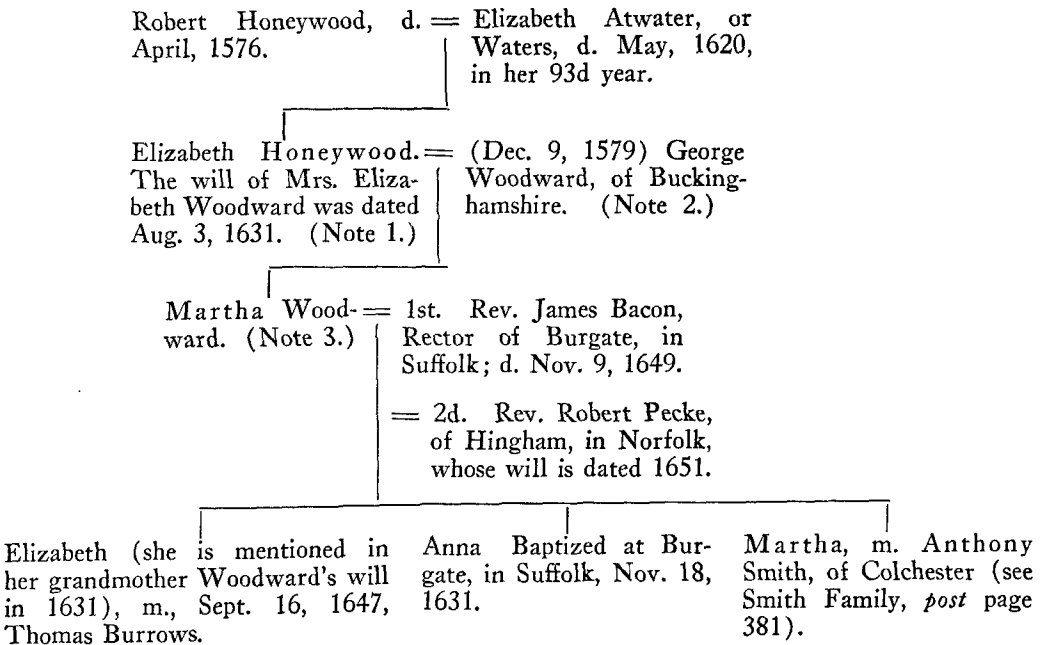 Robert Honeywood, d. =
April, 1576.
Elizabeth Atwater, or
Waters, d. May, 1620,
in her 93d year.
Elizabeth Honeywood. =
The will of Mrs. Eliza-
beth Woodward was dated
Aug. 3, 1631. (Note 1.)
(Dec. 9, 1579) George
Woodward, of Bucking-
hamshire. (Note 2.)
Martha Wood- =
ward. (Note 3.)
1st. Rev. James Bacon,
Rector of Burgate, in
Suffolk; d. Nov. 9, 1649.
= 2d. Rev. Robert Pecke,
of Hingham, in Norfolk,
whose will is dated 1651.
Elizabeth (she is mentioned in
her grandmother Woodward's will
in 1631), m., Sept. 16, 1647,
Thomas Burrows.
Anna Baptized at Bur-
gate, in Suffolk, Nov. 18,
1631.
Martha, m. Anthony
Smith, of Colchester (see
Smith Family, post page
381).